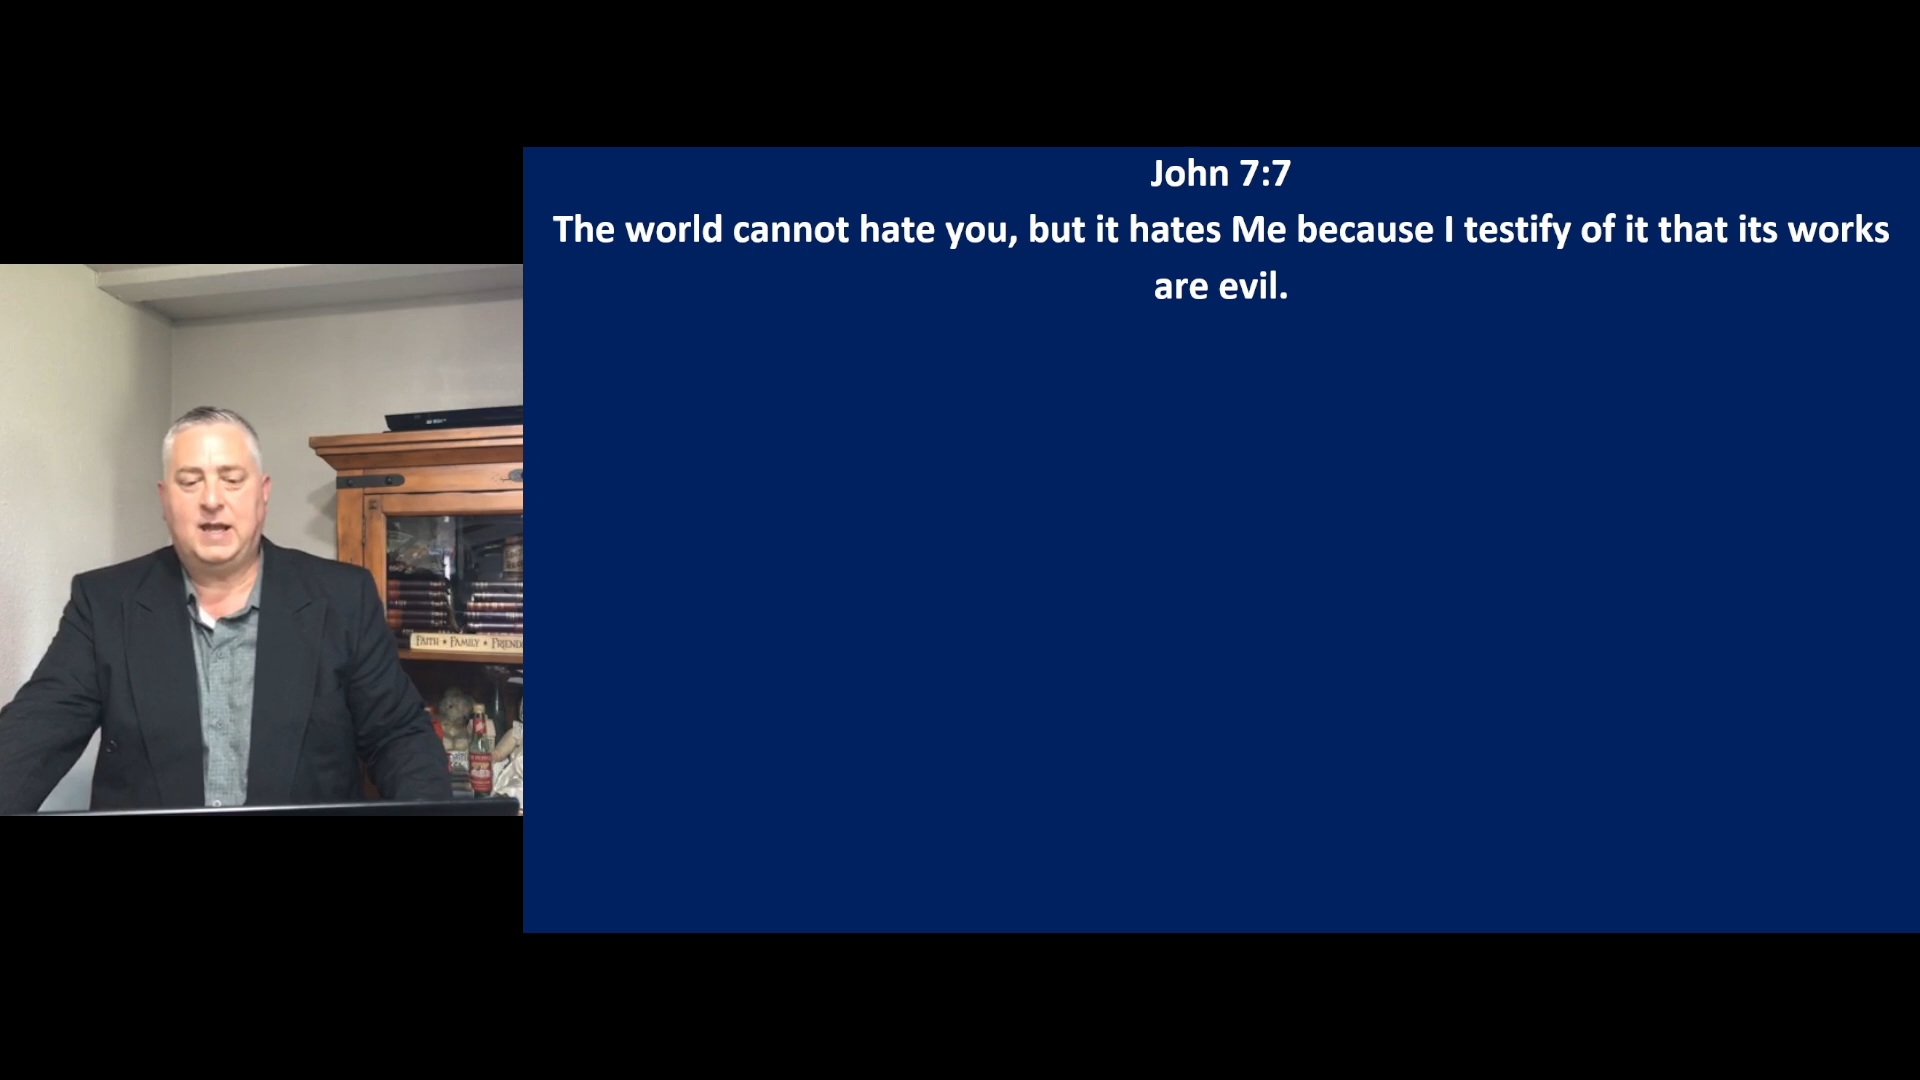 John 7:7
The world cannot hate you, but it hates Me because I testify of it that its works
are evil.
FAITH ★ FAMILY ★ FRIEND